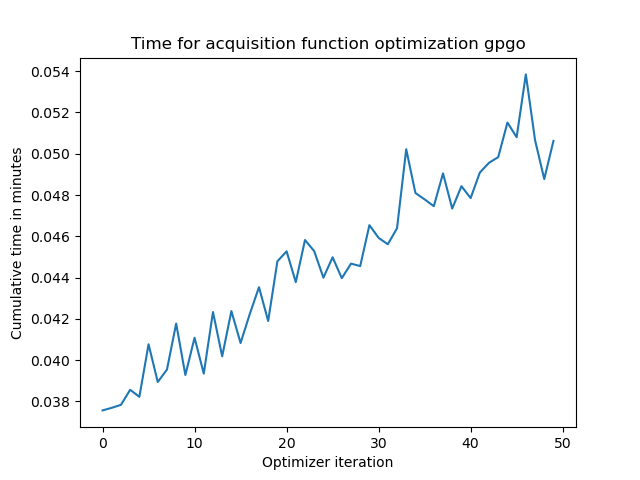 Time for acquisition function optimization gpgo
0.054
0.052
0.050
0.048
0.046
0.044
0.042
0.040
0.038
Cumulative time in minutes
0 10 20 30 40 50
Optimizer iteration